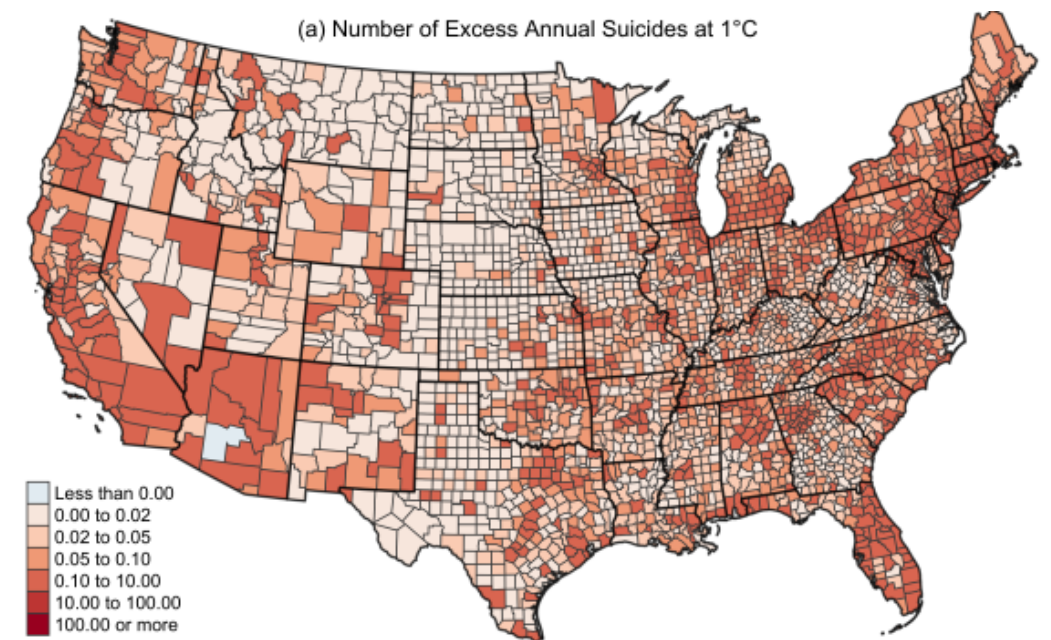 (a) Number of Excess Annual Suicides at 1°C
Less than 0.00
0.00 to 0.02
0.02 to 0.05
0.05 to 0.10
0.10 to 10.00
10.00 to 100.00
100.00 or more